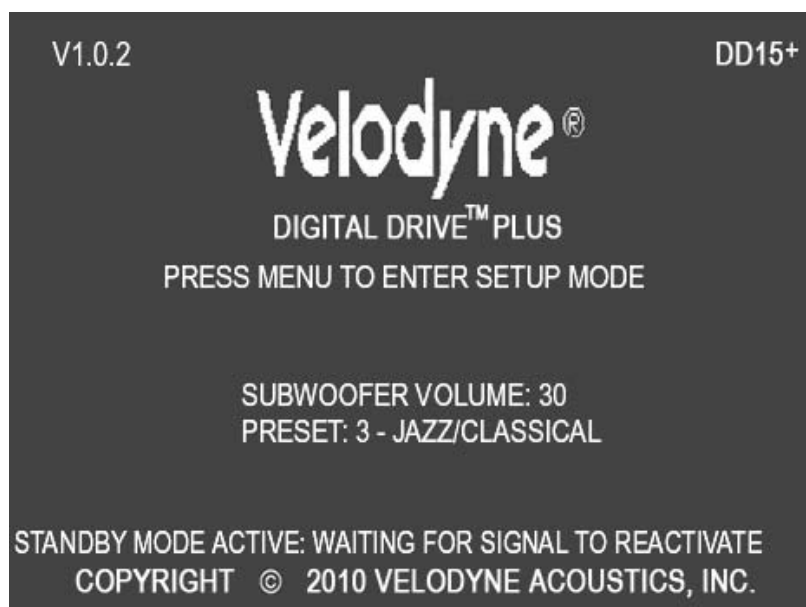 V1.0.2 DD15+
Velodyne®
DIGITAL DRIVE™ PLUS
PRESS MENU TO ENTER SETUP MODE
SUBWOOFER VOLUME: 30
PRESET: 3 - JAZZ/CLASSICAL
STANDBY MODE ACTIVE: WAITING FOR SIGNAL TO REACTIVATE
COPYRIGHT © 2010 VELODYNE ACOUSTICS, INC.